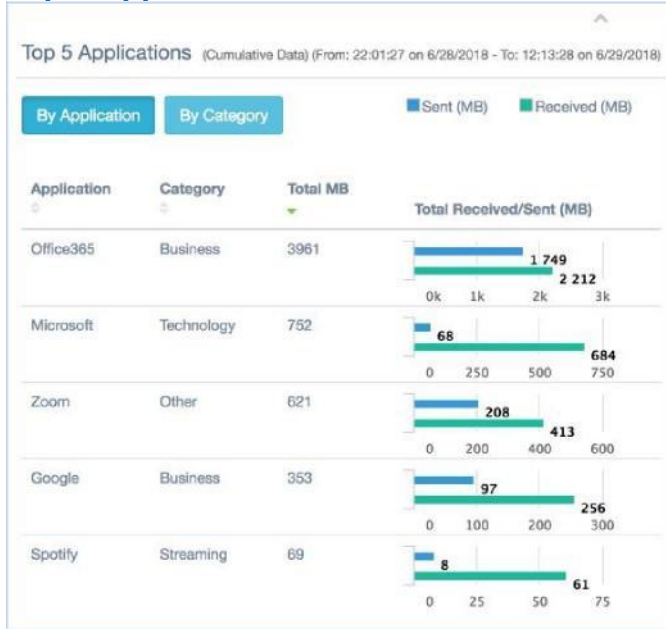 Top 5 Applications (Cumulative Data) (From: 22:01:27 on 6/28/2018 - To: 12:13:28 on 6/29/2018)
By Application By Category Sent (MB) Received (MB)
Application Category Total MB Total Received/Sent (MB)
Office365 Business 3961
1 749
2 212
0k 1k 2k 3k
Microsoft Technology 752
68
684
0 250 500 750
Zoom Other 621
208
413
0 200 400 600
Google Business 353
97
256
0 100 200 300
Spotify Streaming 69
8
61
0 25 50 75